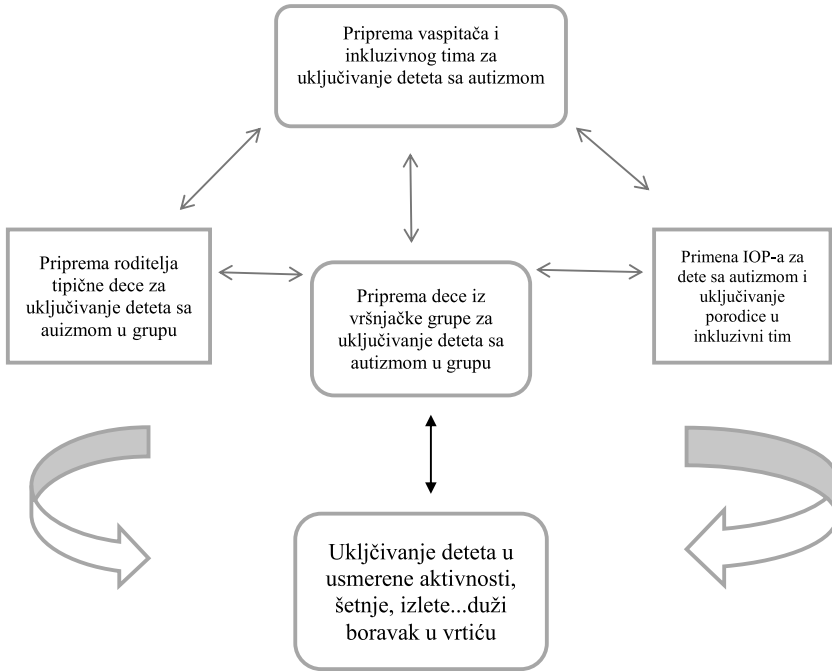 Priprema vaspitača i
inkluzivnog tima za
uključivanje deteta sa autizmom
Priprema roditelja
tipične dece za
uključivanje deteta sa
auizmom u grupu
Priprema dece iz
vršnjačke grupe za
uključivanje deteta sa
autizmom u grupu
Primena IOP-a za
dete sa autizmom i
uključivanje
porodice u
inkluzivni tim
Ukljčivanje deteta u
usmerene aktivnosti,
šetnje, izlete...duži
boravak u vrtiću